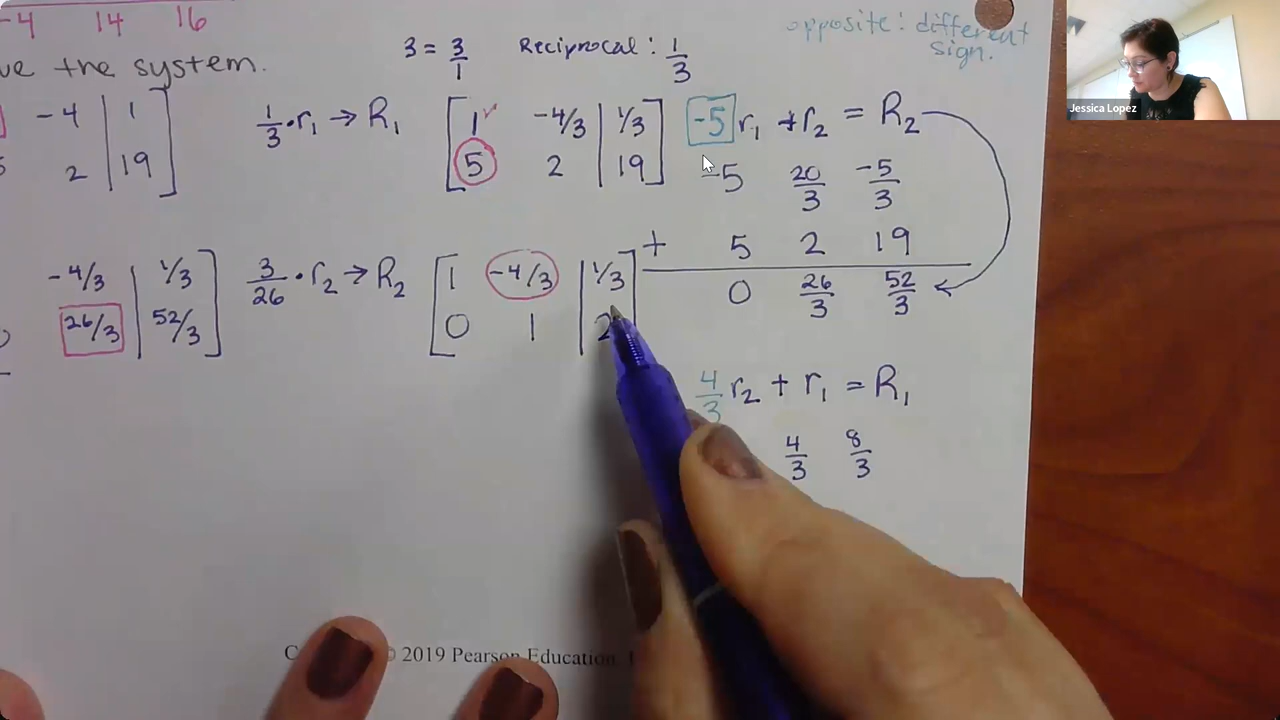 -4 14 16
opposite: different
sign.
ve the system.
3 = 3/1 Reciprocal: 1/3
Jessica Lopez
-4 | 1
5 2 | 19
1/3 · r₁ → R₁
1 -4/3 | 1/3
5 2 | 19
-5 r₁ + r₂ = R₂
-5 20/3 -5/3
+ 5 2 19
0 26/3 52/3
-4/3 | 1/3
0 26/3 | 52/3
3/26 · r₂ → R₂
1 -4/3 | 1/3
0 1 | 2
4/3 r₂ + r₁ = R₁
4/3 8/3
2019 Pearson Education